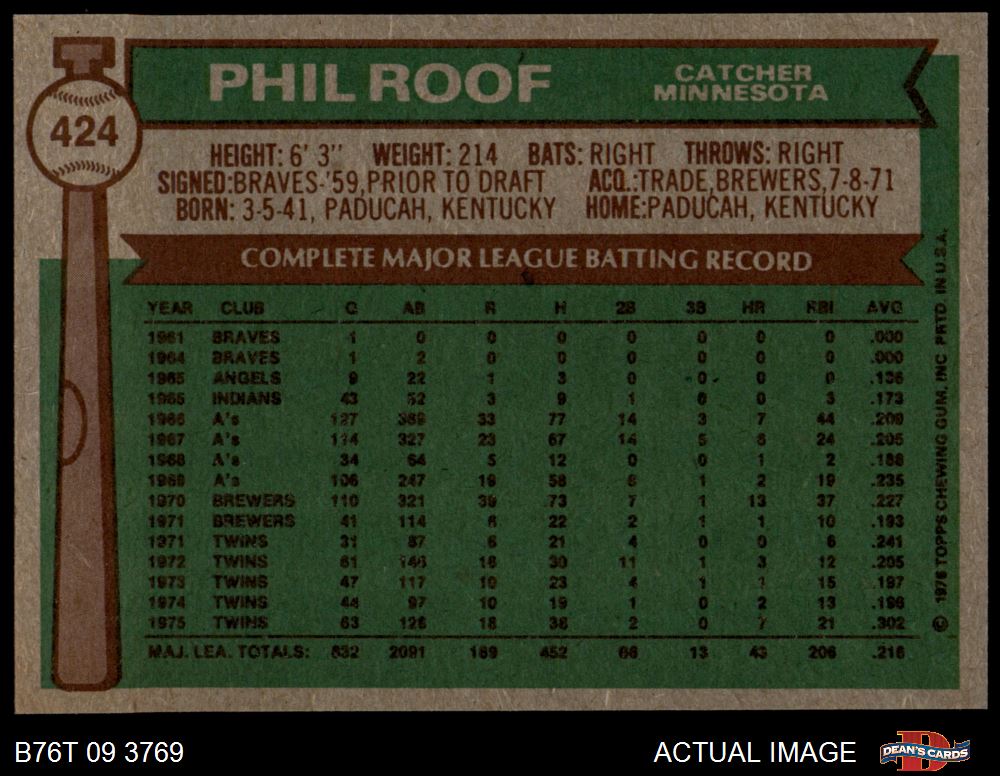 PHIL ROOF
CATCHER
MINNESOTA
424
HEIGHT: 6' 3" WEIGHT: 214 BATS: RIGHT THROWS: RIGHT
SIGNED:BRAVES-'59,PRIOR TO DRAFT ACQ.:TRADE,BREWERS,7-8-71
BORN: 3-5-41, PADUCAH, KENTUCKY HOME:PADUCAH, KENTUCKY
COMPLETE MAJOR LEAGUE BATTING RECORD
YEAR CLUB G AB R H 2B 3B HR RBI AVG
1961 BRAVES 1 0 0 0 0 0 0 0 .000
1964 BRAVES 1 2 0 0 0 0 0 0 .000
1965 ANGELS 9 22 1 3 0 0 0 0 .136
1965 INDIANS 43 52 3 9 1 0 0 3 .173
1966 A's 127 369 33 77 14 3 7 44 .209
1967 A's 114 327 23 67 14 5 6 24 .205
1968 A's 34 64 5 12 0 0 1 2 .188
1969 A's 106 247 19 58 6 1 2 19 .235
1970 BREWERS 110 321 39 73 7 1 13 37 .227
1971 BREWERS 41 114 6 22 2 1 1 10 .193
1971 TWINS 31 87 6 21 4 0 0 6 .241
1972 TWINS 61 146 16 30 11 1 3 12 .205
1973 TWINS 47 117 10 23 4 1 1 15 .197
1974 TWINS 44 97 10 19 1 0 2 13 .196
1975 TWINS 63 126 18 38 2 0 7 21 .302
MAJ. LEA. TOTALS: 832 2091 189 452 66 13 43 206 .216
© 1976 TOPPS CHEWING GUM, INC PRTD. IN U.S.A.
B76T 09 3769
ACTUAL IMAGE
DEAN'S CARDS